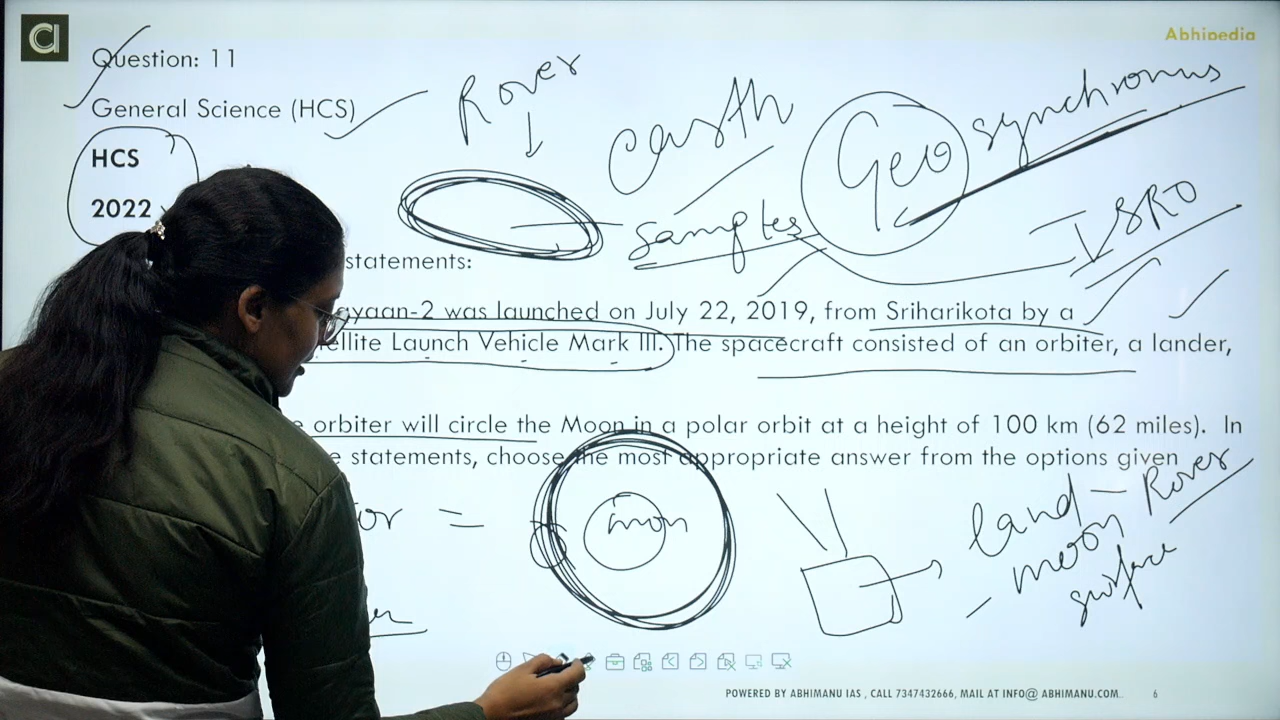 Abhipedia
Question: 11
General Science (HCS)
HCS
2022
Rover
earth
samples
Geo synchronus
ISRO
statements:
ayaan-2 was launched on July 22, 2019, from Sriharikota by a
ellite Launch Vehicle Mark III. The spacecraft consisted of an orbiter, a lander,
orbiter will circle the Moon in a polar orbit at a height of 100 km (62 miles). In
e statements, choose the most appropriate answer from the options given
=
moon
land - Rover
moon
surface
POWERED BY ABHIMANU IAS , CALL 7347432666, MAIL AT INFO@ ABHIMANU.COM
6